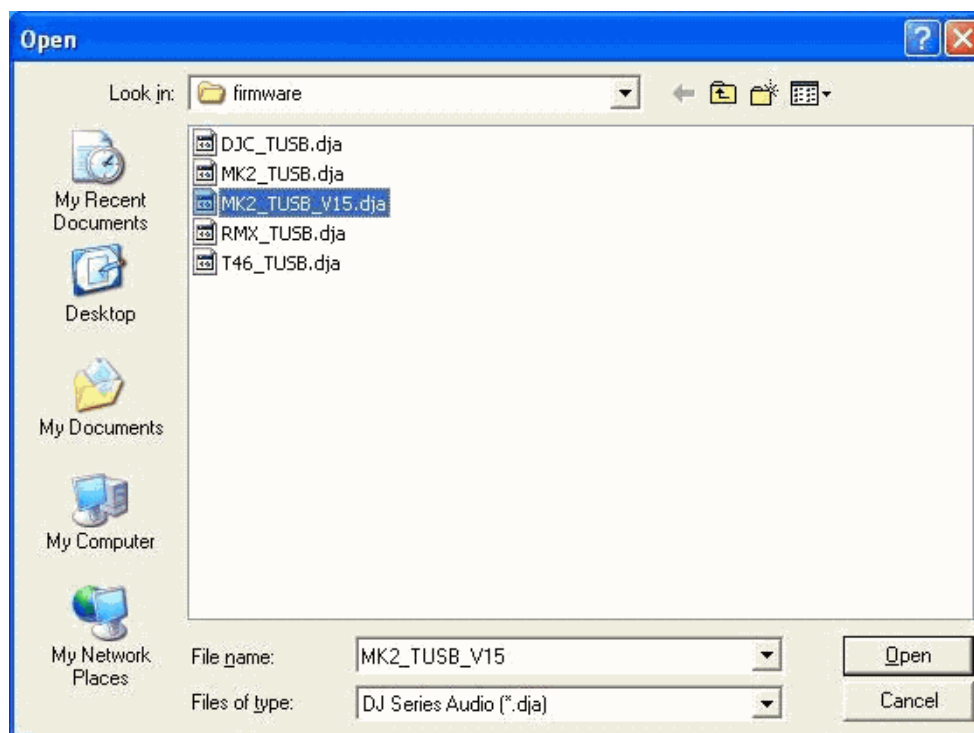 Open
Look in: firmware
DJC_TUSB.dja
MK2_TUSB.dja
MK2_TUSB_V15.dja
RMX_TUSB.dja
T46_TUSB.dja
My Recent
Documents
Desktop
My Documents
My Computer
My Network
Places
File name: MK2_TUSB_V15 Open
Files of type: DJ Series Audio (*.dja) Cancel